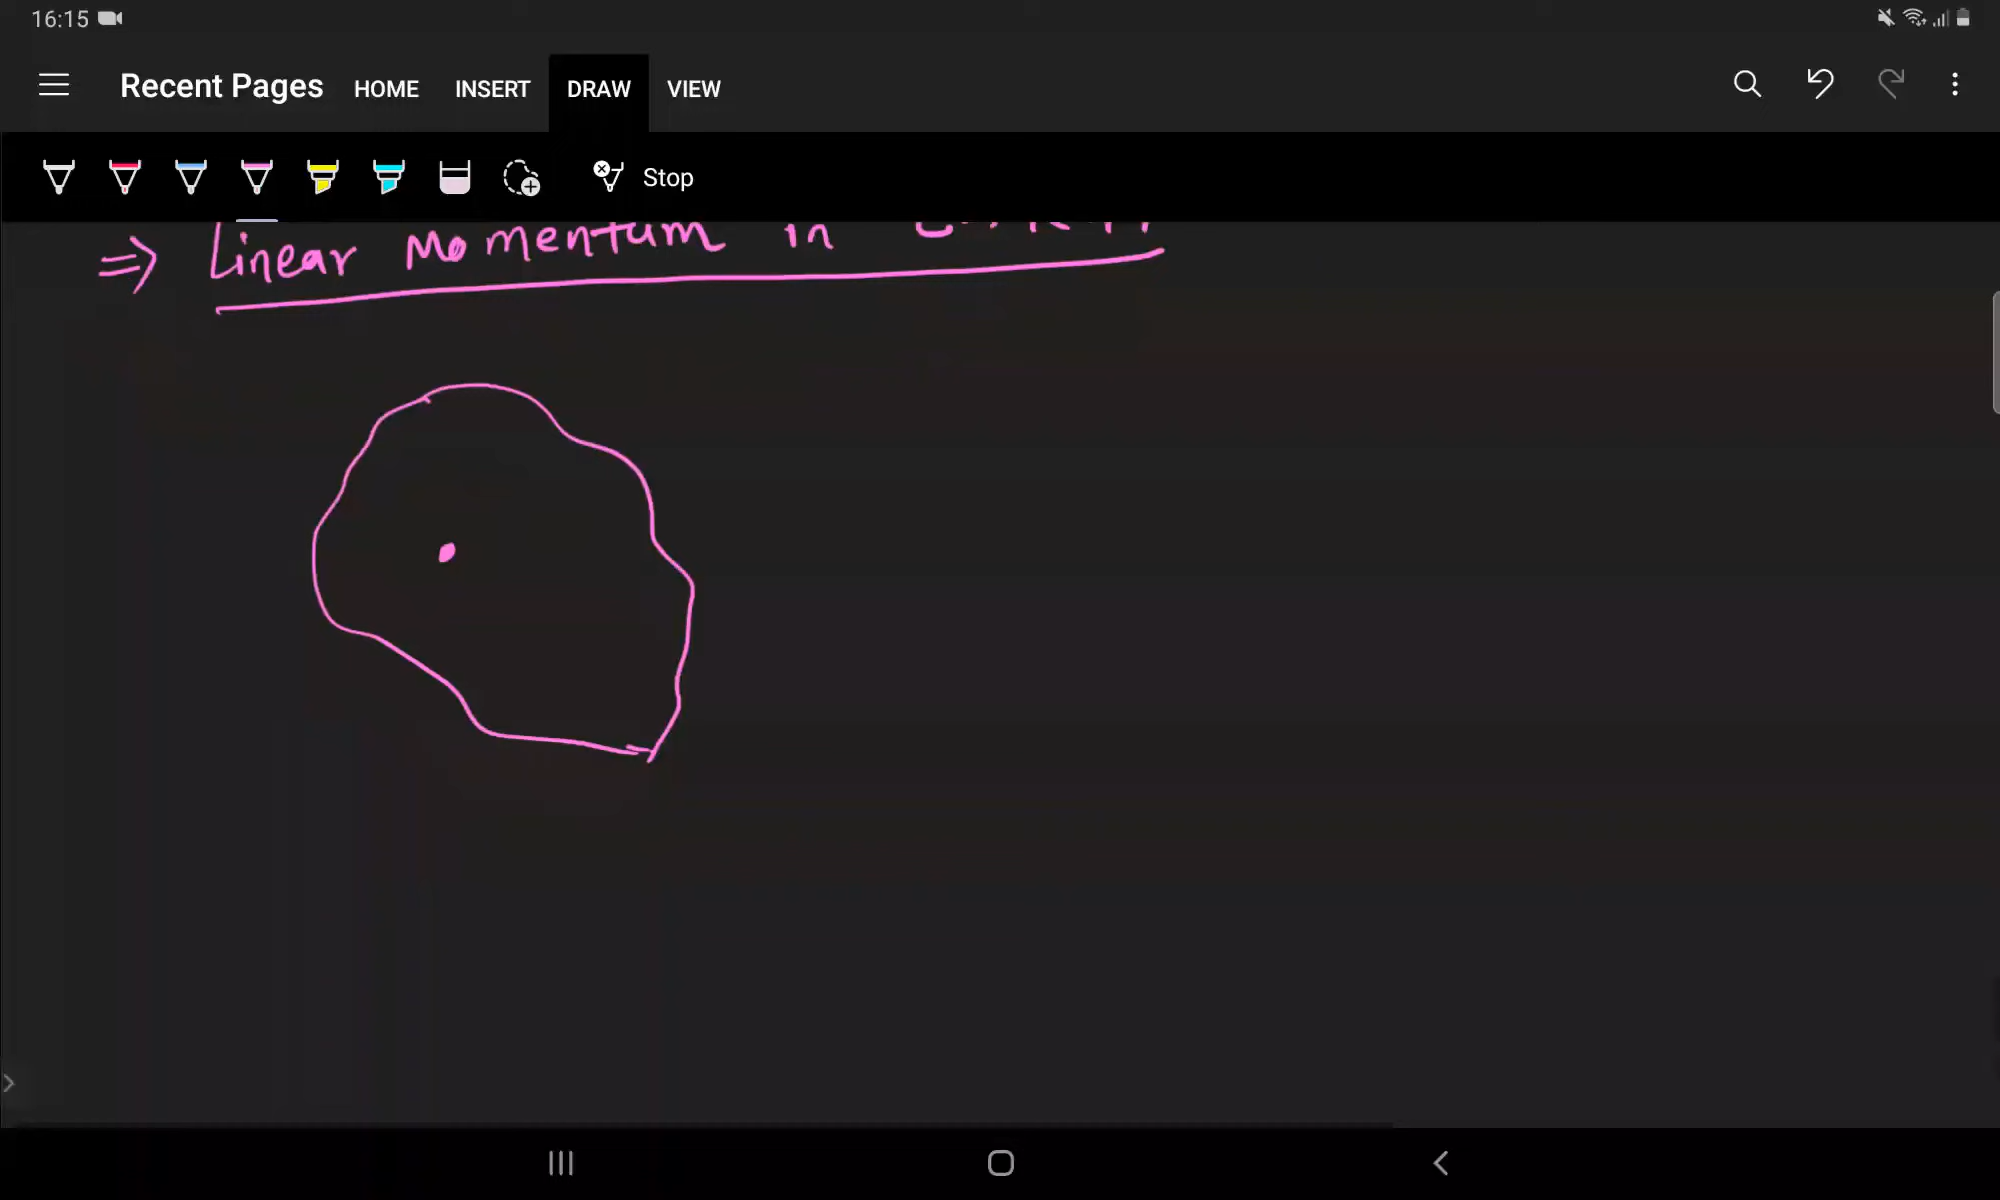 16:15
Recent Pages HOME INSERT DRAW VIEW
Stop
⇒ Linear Momentum in